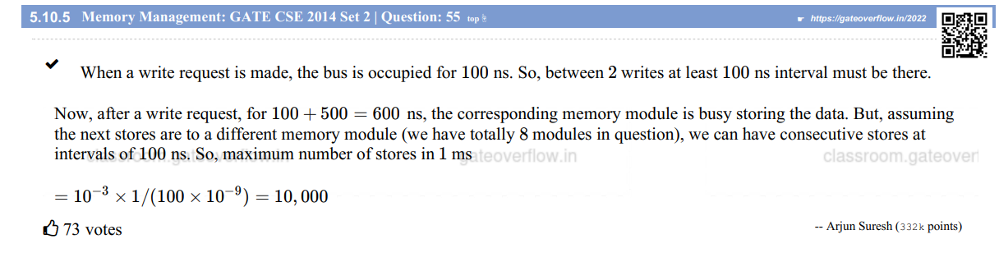 5.10.5 Memory Management: GATE CSE 2014 Set 2 | Question: 55 top ☝ ☛ https://gateoverflow.in/2022
✔ When a write request is made, the bus is occupied for 100 ns. So, between 2 writes at least 100 ns interval must be there.
Now, after a write request, for 100 + 500 = 600 ns, the corresponding memory module is busy storing the data. But, assuming
the next stores are to a different memory module (we have totally 8 modules in question), we can have consecutive stores at
intervals of 100 ns. So, maximum number of stores in 1 ms
classroom.gateoverflow.in
classroom.gateover
= 10⁻³ × 1/(100 × 10⁻⁹) = 10,000
73 votes
-- Arjun Suresh (332k points)